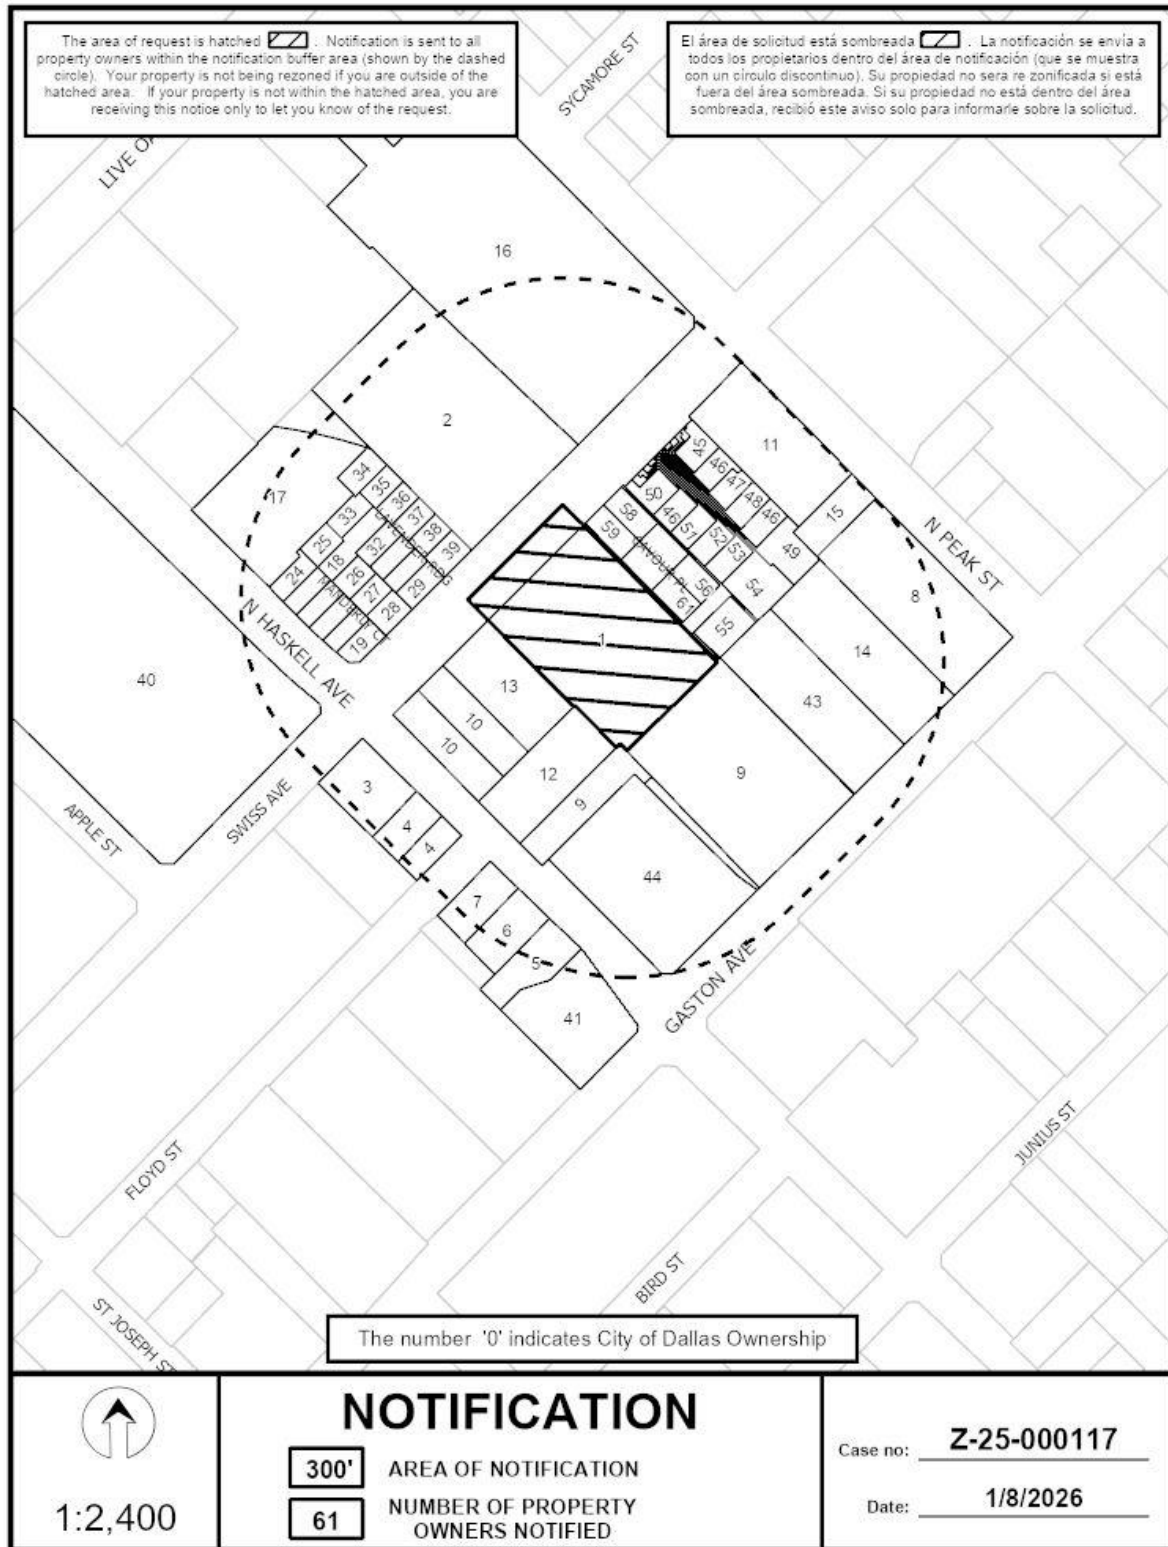 The area of request is hatched . Notification is sent to all
property owners within the notification buffer area (shown by the dashed
circle). Your property is not being rezoned if you are outside of the
hatched area. If your property is not within the hatched area, you are
receiving this notice only to let you know of the request.
El área de solicitud está sombreada . La notificación se envía a
todos los propietarios dentro del área de notificación (que se muestra
con un círculo discontinuo). Su propiedad no sera re zonificada si está
fuera del área sombreada. Si su propiedad no está dentro del área
sombreada, recibió este aviso solo para informarle sobre la solicitud.
SYCAMORE ST
LIVE
16
2
11
45
46
47
48
46
50
46
51
52
53
49
15
58
59
CAVOUR PL
56
61
54
55
N PEAK ST
8
14
43
17
34
35
36
37
38
39
33
25
18
32
24
26
27
29
28
19
N HASKELL AVE
40
1
13
10
10
12
9
9
44
3
4
4
7
6
5
41
APPLE ST
SWISS AVE
GASTON AVE
FLOYD ST
JUNIUS ST
BIRD ST
ST JOSEPH ST
The number '0' indicates City of Dallas Ownership
1:2,400
NOTIFICATION
300' AREA OF NOTIFICATION
61 NUMBER OF PROPERTY
OWNERS NOTIFIED
Case no: Z-25-000117
Date: 1/8/2026